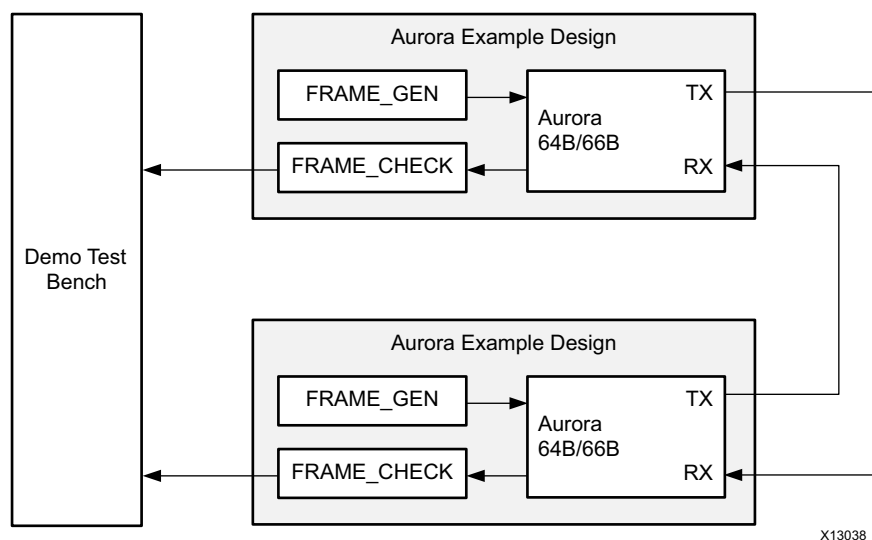 Aurora Example Design
FRAME_GEN
TX
Aurora
64B/66B
FRAME_CHECK
RX
Demo Test
Bench
Aurora Example Design
FRAME_GEN
TX
Aurora
64B/66B
FRAME_CHECK
RX
X13038